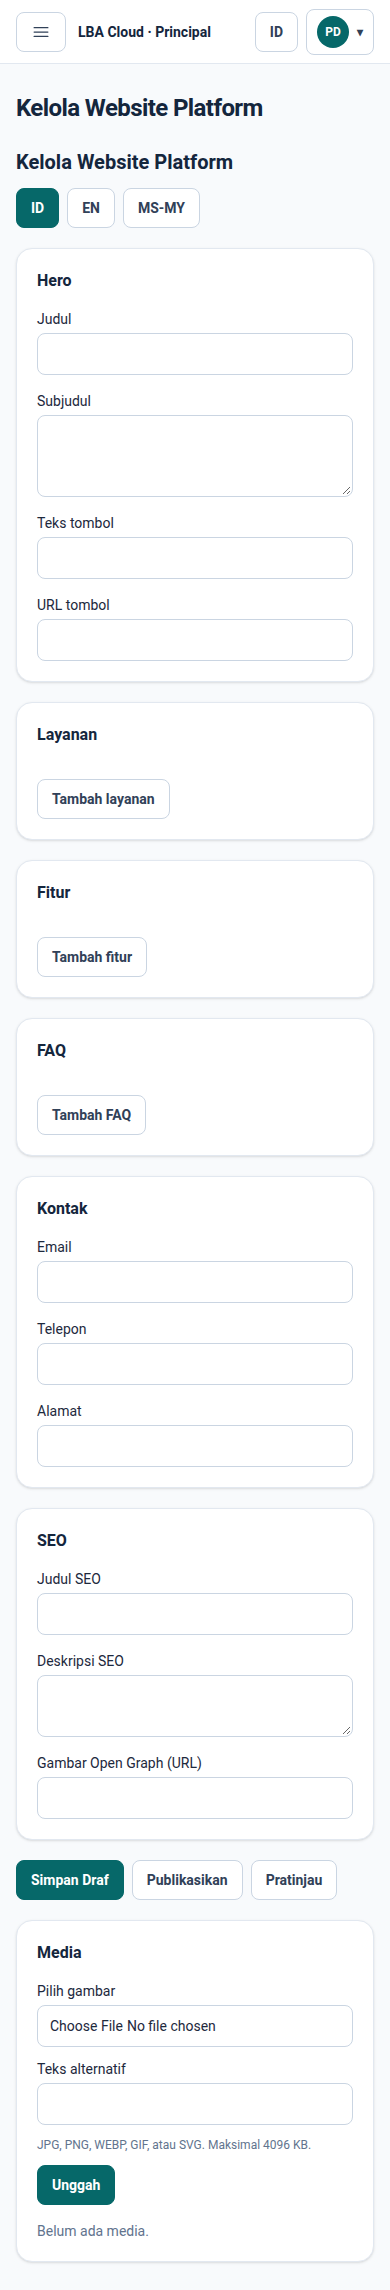 LBA Cloud · Principal
ID
PD
Kelola Website Platform
Kelola Website Platform
ID
EN
MS-MY
Hero
Judul
Subjudul
Teks tombol
URL tombol
Layanan
Tambah layanan
Fitur
Tambah fitur
FAQ
Tambah FAQ
Kontak
Email
Telepon
Alamat
SEO
Judul SEO
Deskripsi SEO
Gambar Open Graph (URL)
Simpan Draf
Publikasikan
Pratinjau
Media
Pilih gambar
Choose File No file chosen
Teks alternatif
JPG, PNG, WEBP, GIF, atau SVG. Maksimal 4096 KB.
Unggah
Belum ada media.